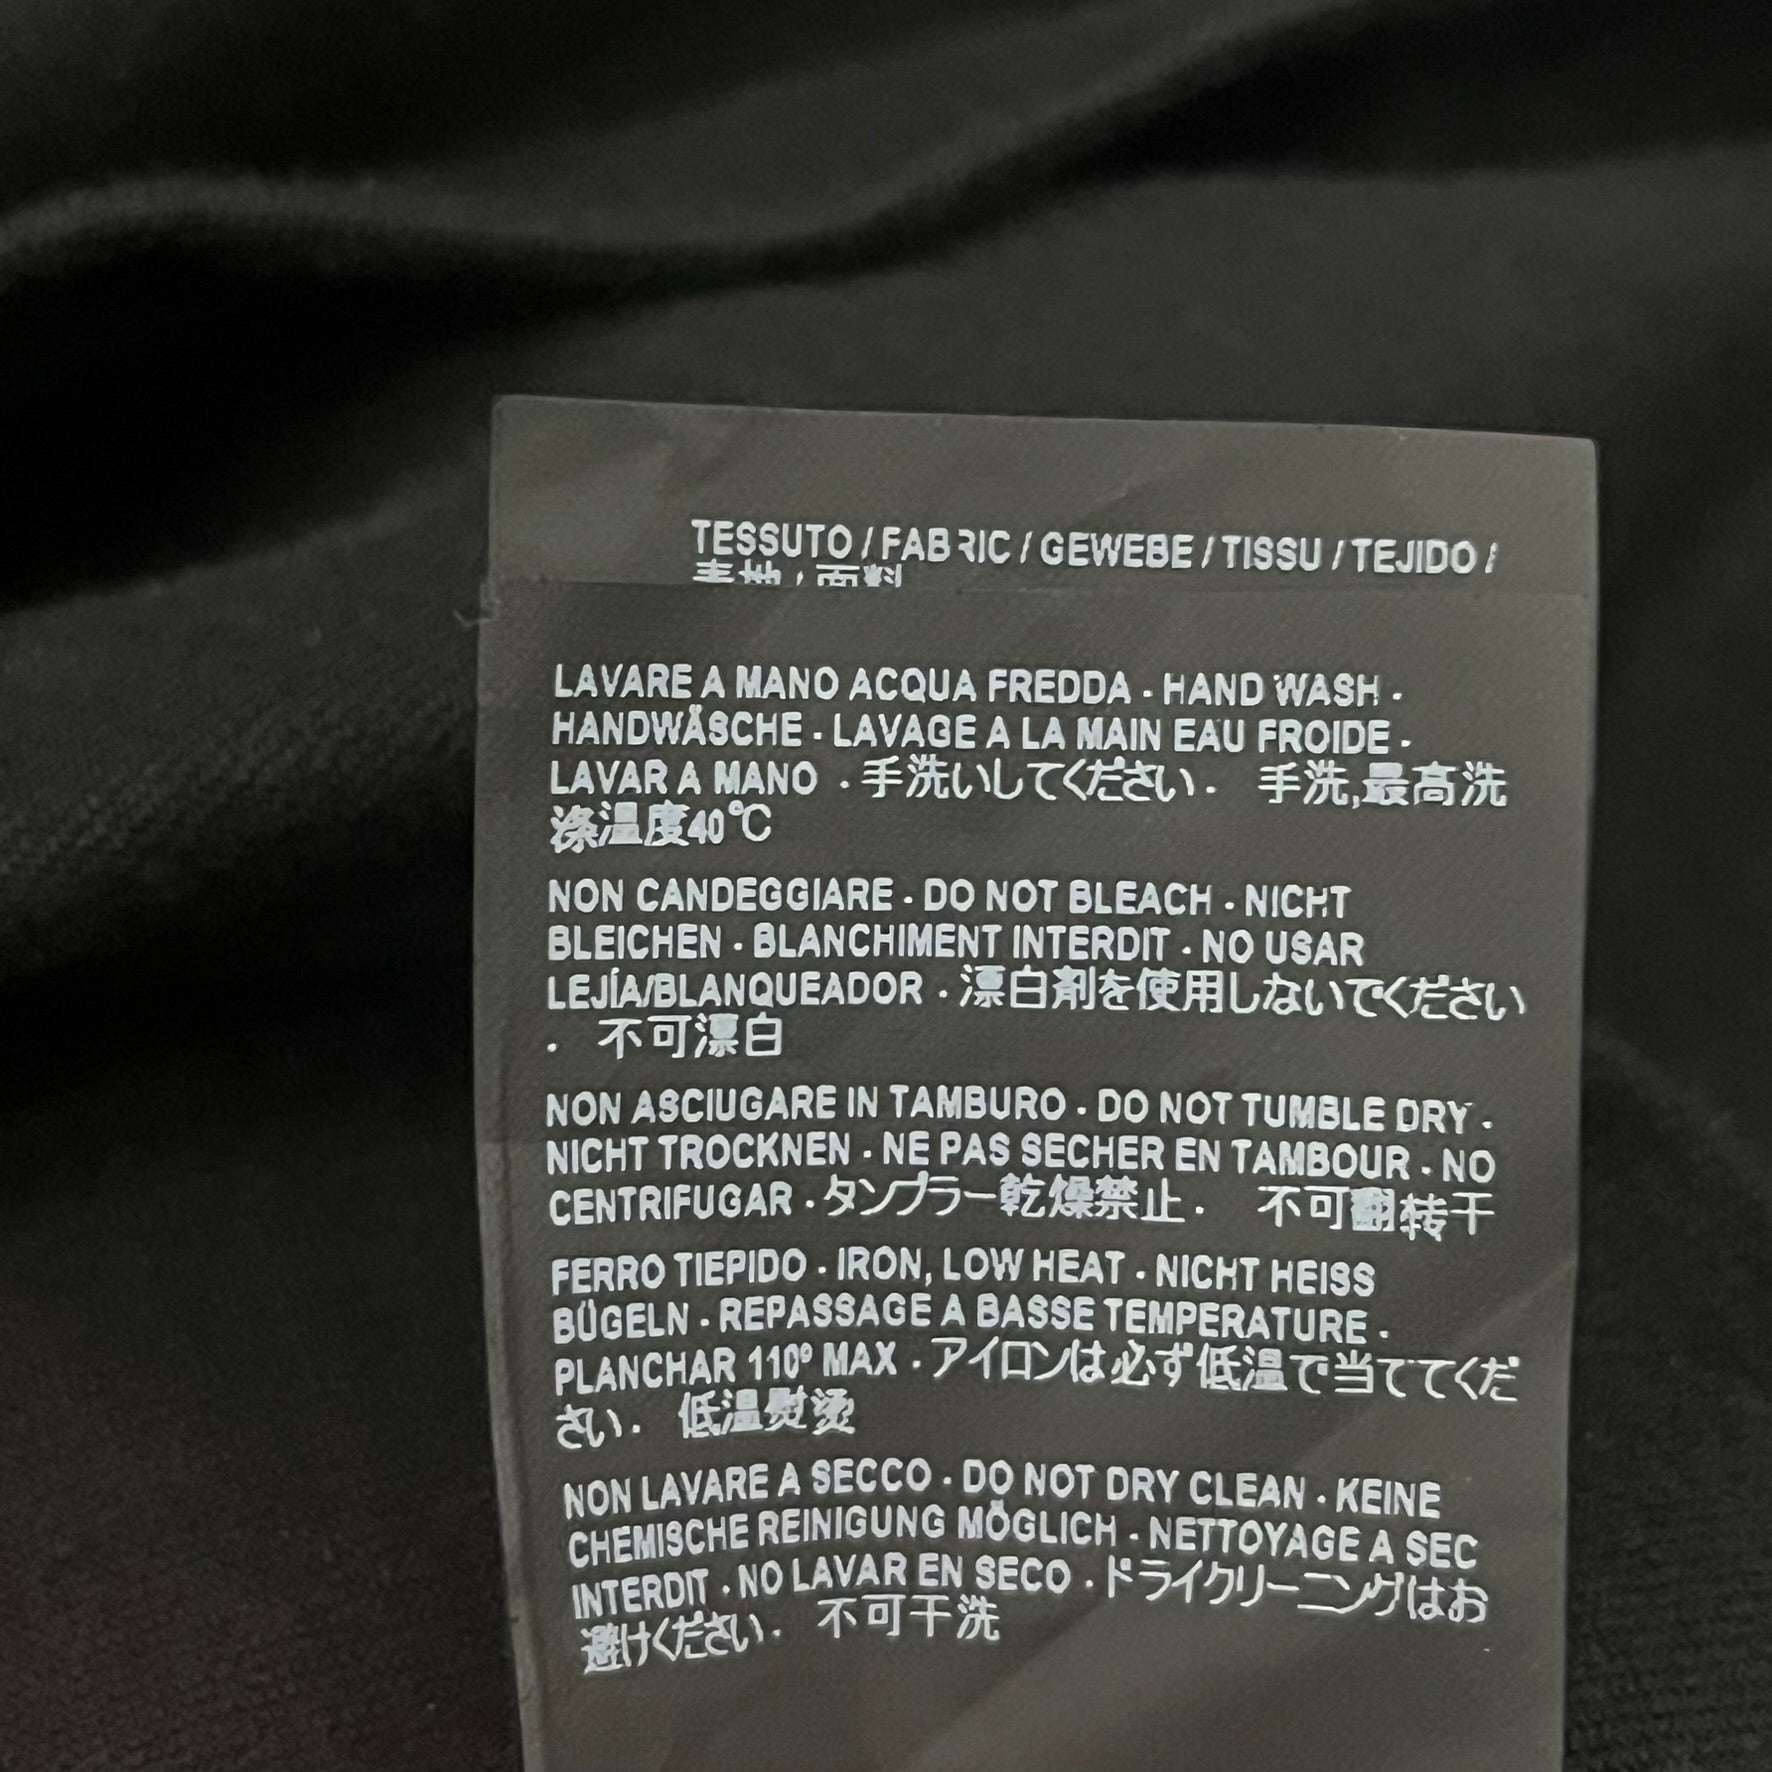 TESSUTO / FABRIC / GEWEBE / TISSU / TEJIDO /
表地 / 面料
LAVARE A MANO ACQUA FREDDA - HAND WASH -
HANDWÄSCHE - LAVAGE A LA MAIN EAU FROIDE -
LAVAR A MANO - 手洗いしてください - 手洗,最高洗
涤温度40℃
NON CANDEGGIARE - DO NOT BLEACH - NICHT
BLEICHEN - BLANCHIMENT INTERDIT - NO USAR
LEJÍA/BLANQUEADOR - 漂白剤を使用しないでください
- 不可漂白
NON ASCIUGARE IN TAMBURO - DO NOT TUMBLE DRY -
NICHT TROCKNEN - NE PAS SECHER EN TAMBOUR - NO
CENTRIFUGAR - タンブラー乾燥禁止 - 不可翻转干
FERRO TIEPIDO - IRON, LOW HEAT - NICHT HEISS
BÜGELN - REPASSAGE A BASSE TEMPERATURE -
PLANCHAR 110º MAX - アイロンは必ず低温で当ててくだ
さい - 低温熨烫
NON LAVARE A SECCO - DO NOT DRY CLEAN - KEINE
CHEMISCHE REINIGUNG MÖGLICH - NETTOYAGE A SEC
INTERDIT - NO LAVAR EN SECO - ドライクリーニングはお
避けください - 不可干洗